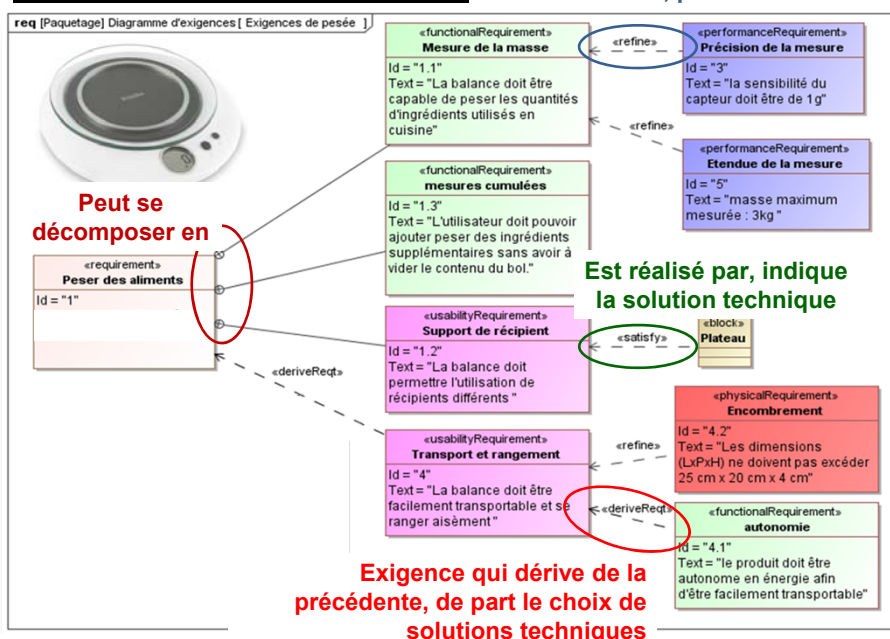 req [Paquetage] Diagramme d'exigences [ Exigences de pesée ]
«functionalRequirement»
Mesure de la masse
Id = "1.1"
Text = "La balance doit être
capable de peser les quantités
d'ingrédients utilisés en
cuisine"
«refine»
«performanceRequirement»
Précision de la mesure
Id = "3"
Text = "la sensibilité du
capteur doit être de 1g"
«refine»
«performanceRequirement»
Etendue de la mesure
Id = "5"
Text = "masse maximum
mesurée : 3kg "
«functionalRequirement»
mesures cumulées
Id = "1.3"
Text = "L'utilisateur doit pouvoir
ajouter peser des ingrédients
supplémentaires sans avoir à
vider le contenu du bol."
Peut se
décomposer en
«requirement»
Peser des aliments
Id = "1"
Est réalisé par, indique
la solution technique
«usabilityRequirement»
Support de récipient
Id = "1.2"
Text = "La balance doit
permettre l'utilisation de
récipients différents "
«satisfy»
«block»
Plateau
«deriveReqt»
«usabilityRequirement»
Transport et rangement
Id = "4"
Text = "La balance doit être
facilement transportable et se
ranger aisèment"
«refine»
«physicalRequirement»
Encombrement
Id = "4.2"
Text = "Les dimensions
(LxPxH) ne doivent pas excéder
25 cm x 20 cm x 4 cm"
«deriveReqt»
«functionalRequirement»
autonomie
Id = "4.1"
Text = "le produit doit être
autonome en énergie afin
d'être facilement transportable"
Exigence qui dérive de la
précédente, de part le choix de
solutions techniques